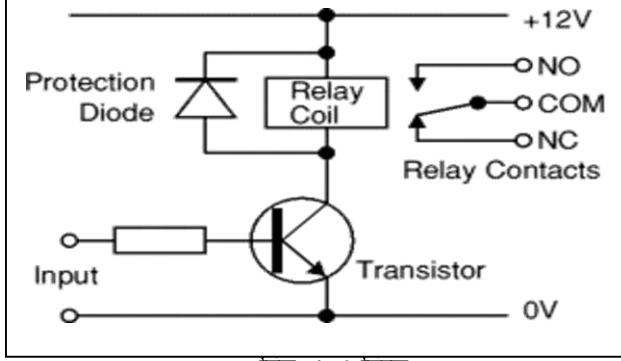 +12V
Protection
Diode
Relay
Coil
NO
COM
NC
Relay Contacts
Input
Transistor
0V